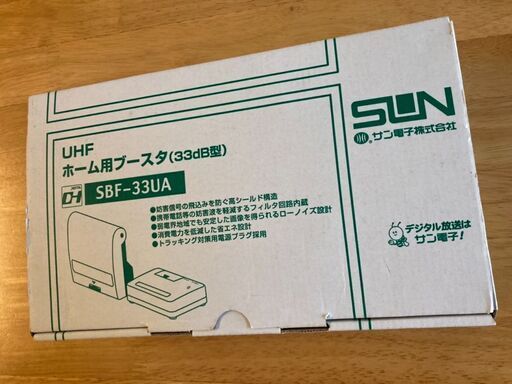 UHF
ホーム用ブースタ(33dB型)
SBF-33UA
●妨害信号の飛込みを防ぐ高シールド構造
●携帯電話等の妨害波を軽減するフィルタ回路内蔵
●弱電界地域でも安定した画像を得られるローノイズ設計
●消費電力を低減した省エネ設計
●トラッキング対策用電源プラグ採用
SUN
サン電子株式会社
デジタル放送は
サン電子!